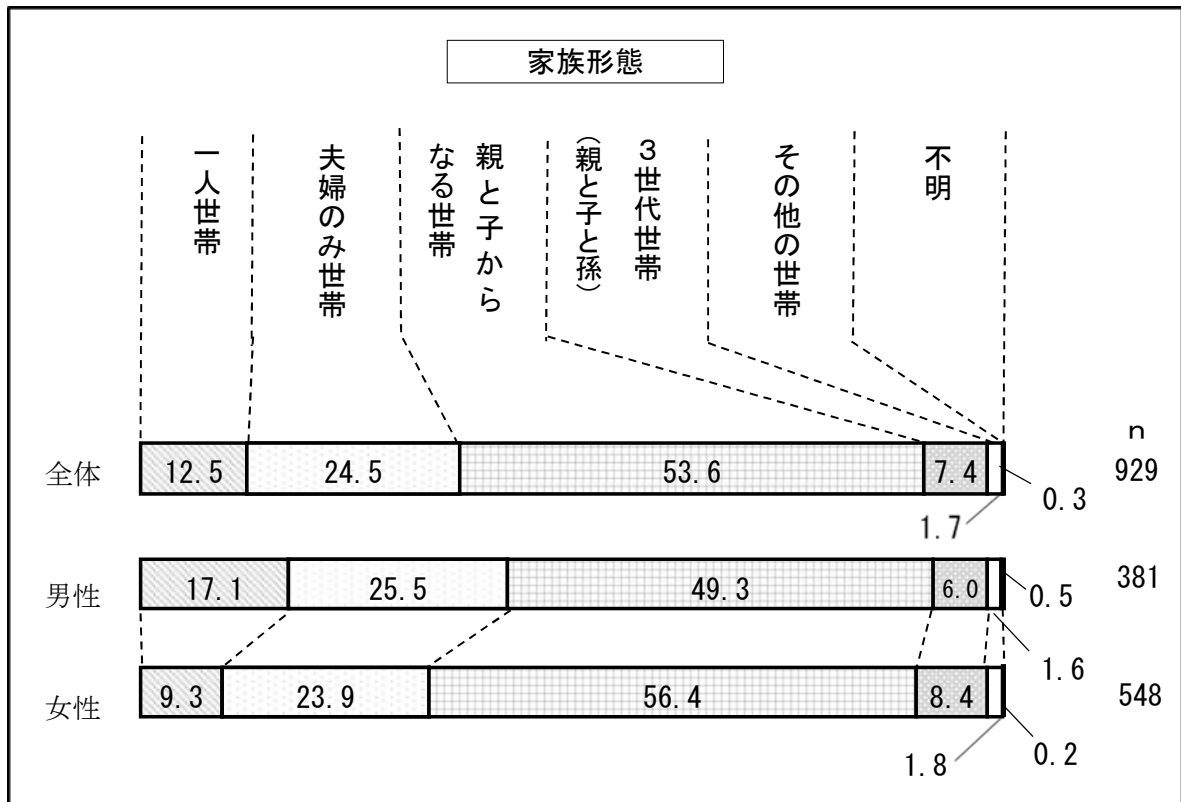 家族形態
一人世帯
夫婦のみ世帯
親と子から
なる世帯
３世代世帯
（親と子と孫）
その他の世帯
不明
n
全体 12.5 24.5 53.6 7.4 929
0.3
1.7
男性 17.1 25.5 49.3 6.0 0.5 381
1.6
女性 9.3 23.9 56.4 8.4 548
0.2
1.8